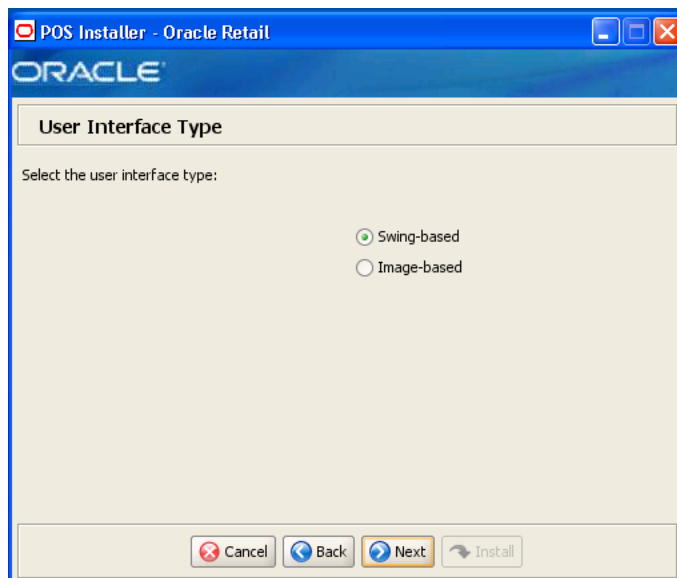 POS Installer - Oracle Retail
ORACLE
User Interface Type
Select the user interface type:
Swing-based
Image-based
Cancel Back Next Install